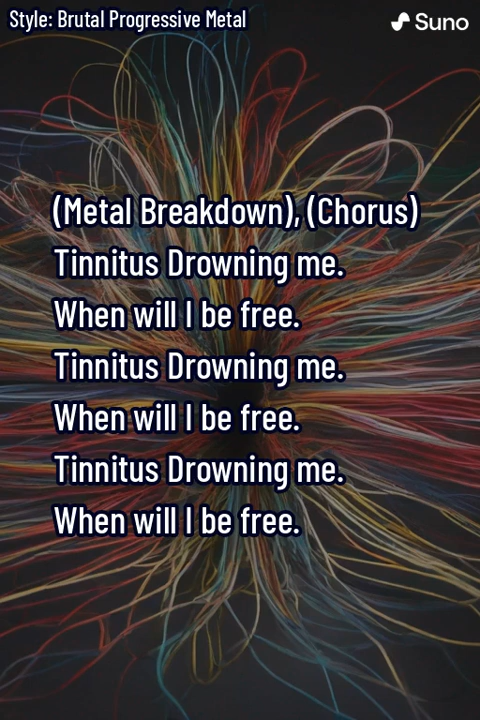 Style: Brutal Progressive Metal
Suno
(Metal Breakdown), (Chorus)
Tinnitus Drowning me.
When will I be free.
Tinnitus Drowning me.
When will I be free.
Tinnitus Drowning me.
When will I be free.